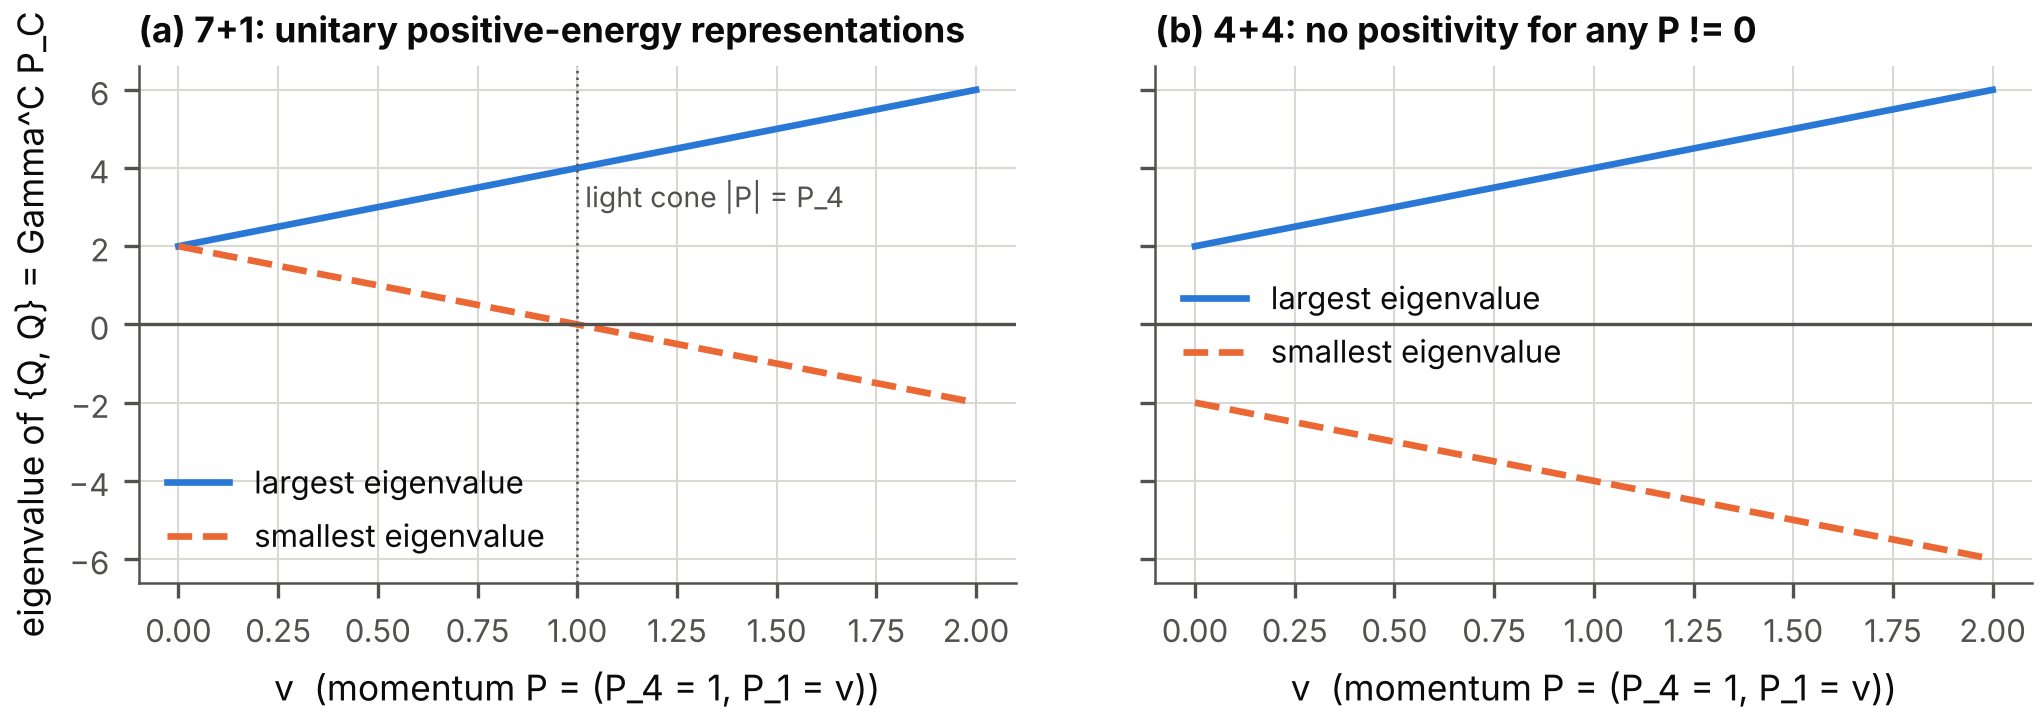 (a) 7+1: unitary positive-energy representations
eigenvalue of {Q, Q} = Gamma^C P_C
6
4
2
0
−2
−4
−6
light cone |P| = P_4
largest eigenvalue
smallest eigenvalue
0.00 0.25 0.50 0.75 1.00 1.25 1.50 1.75 2.00
v (momentum P = (P_4 = 1, P_1 = v))
(b) 4+4: no positivity for any P != 0
largest eigenvalue
smallest eigenvalue
0.00 0.25 0.50 0.75 1.00 1.25 1.50 1.75 2.00
v (momentum P = (P_4 = 1, P_1 = v))